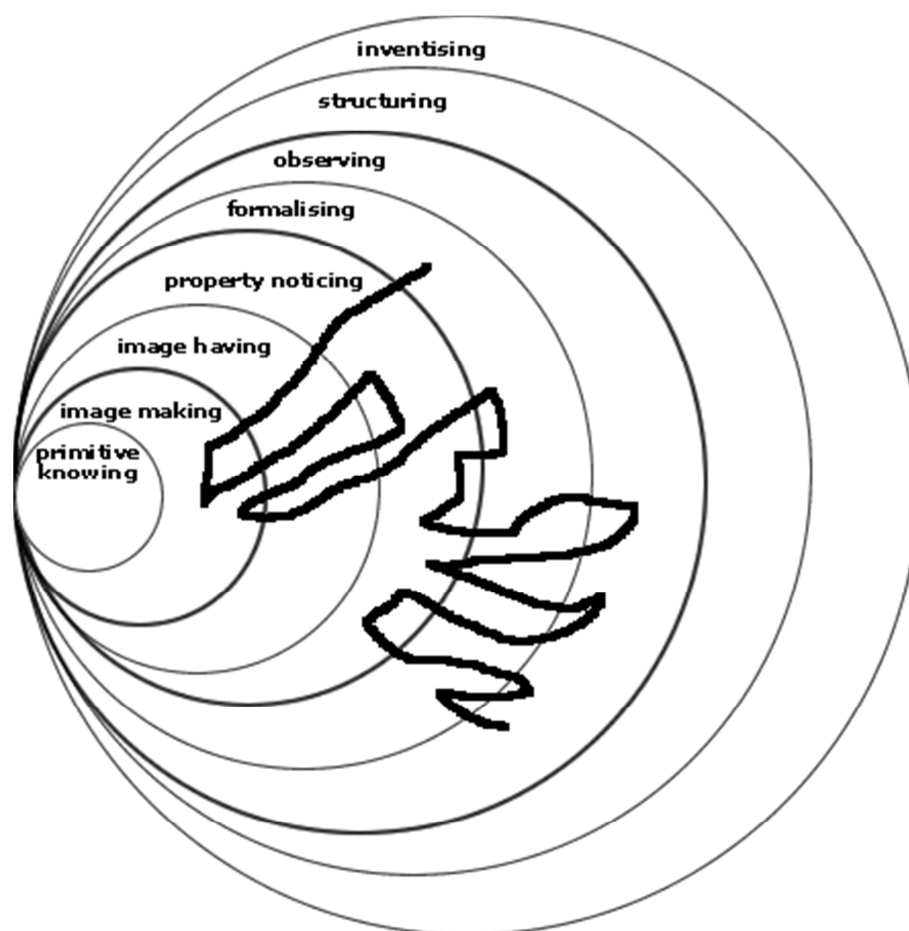 inventising
structuring
observing
formalising
property noticing
image having
image making
primitive
knowing